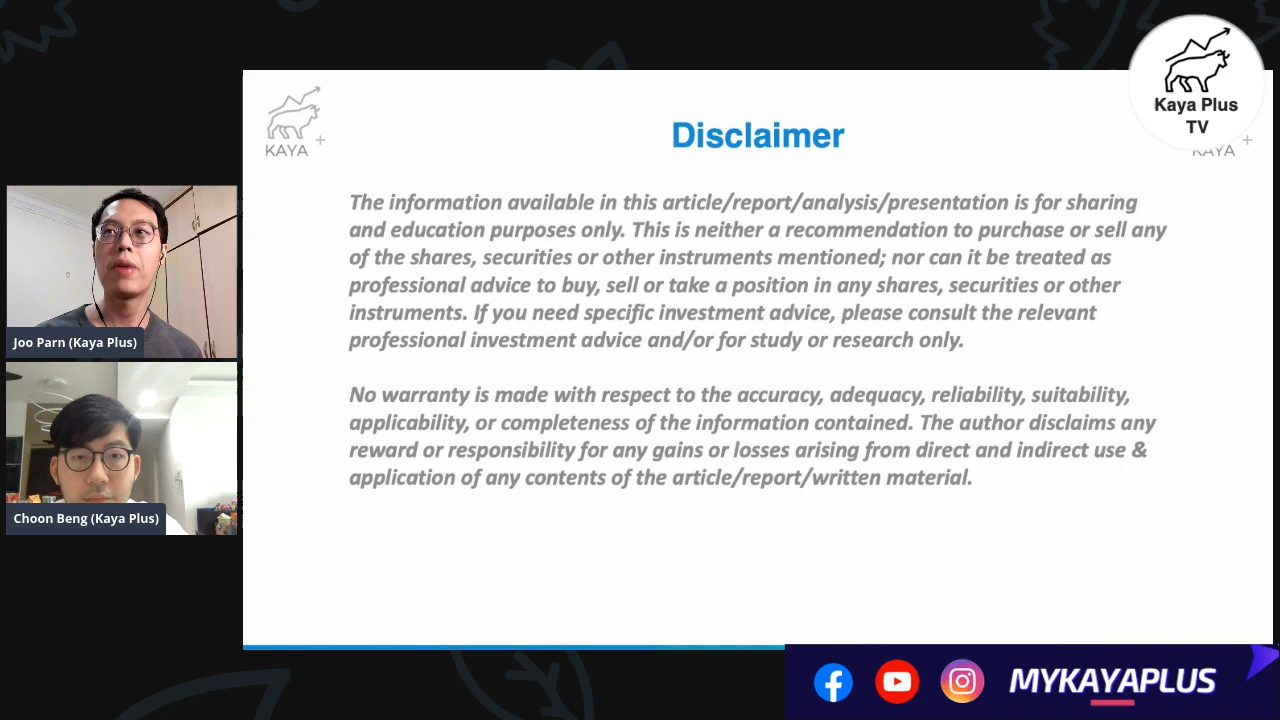 Kaya Plus
TV
KAYA
+
KAYA
+
Disclaimer
The information available in this article/report/analysis/presentation is for sharing
and education purposes only. This is neither a recommendation to purchase or sell any
of the shares, securities or other instruments mentioned; nor can it be treated as
professional advice to buy, sell or take a position in any shares, securities or other
instruments. If you need specific investment advice, please consult the relevant
professional investment advice and/or for study or research only.
No warranty is made with respect to the accuracy, adequacy, reliability, suitability,
applicability, or completeness of the information contained. The author disclaims any
reward or responsibility for any gains or losses arising from direct and indirect use &
application of any contents of the article/report/written material.
Joo Parn (Kaya Plus)
Choon Beng (Kaya Plus)
MYKAYAPLUS